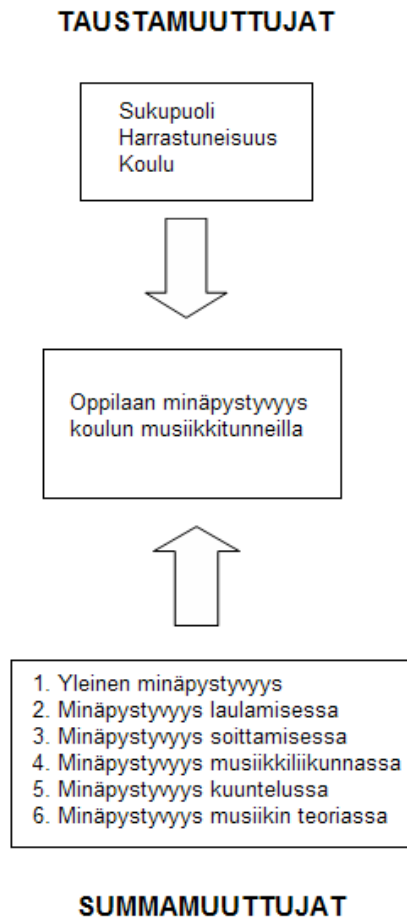 TAUSTAMUUTTUJAT
Sukupuoli
Harrastuneisuus
Koulu
Oppilaan minäpystyvyys
koulun musiikkitunneilla
1. Yleinen minäpystyvyys
2. Minäpystyvyys laulamisessa
3. Minäpystyvyys soittamisessa
4. Minäpystyvyys musiikkiliikunnassa
5. Minäpystyvyys kuuntelussa
6. Minäpystyvyys musiikin teoriassa
SUMMAMUUTTUJAT